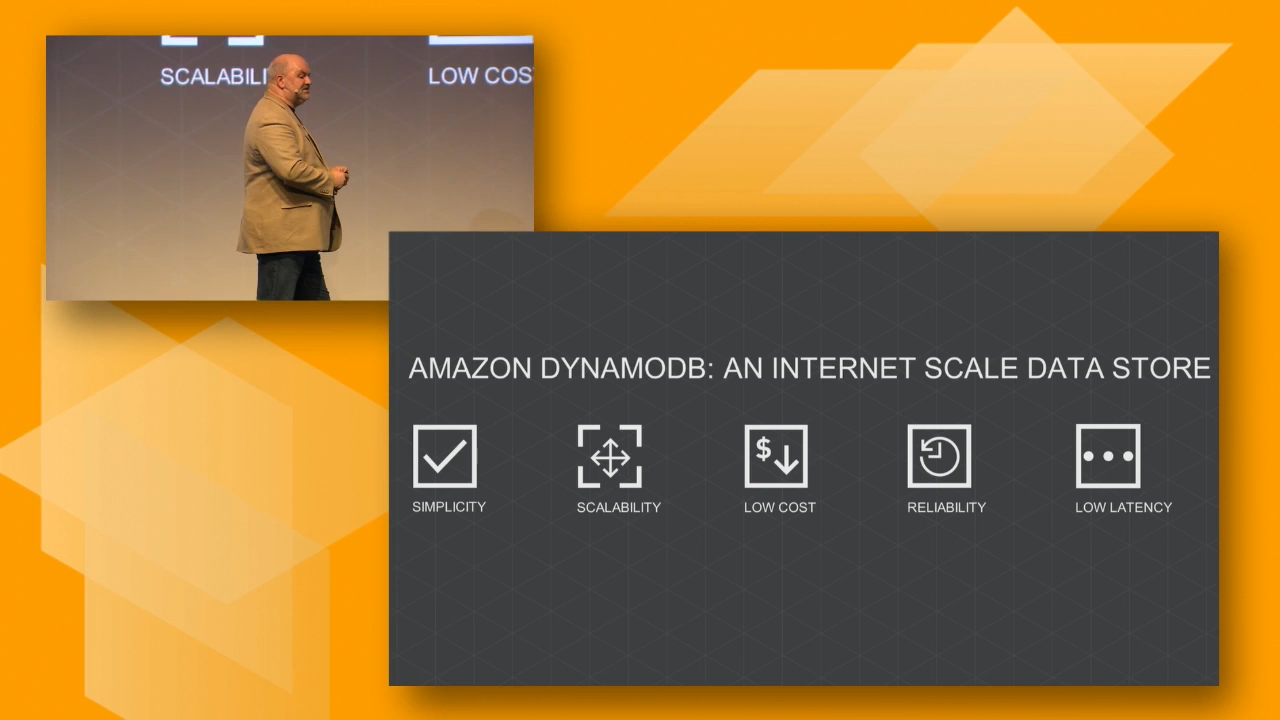 SCALABILI
LOW COS
AMAZON DYNAMODB: AN INTERNET SCALE DATA STORE
$
SIMPLICITY
SCALABILITY
LOW COST
RELIABILITY
LOW LATENCY